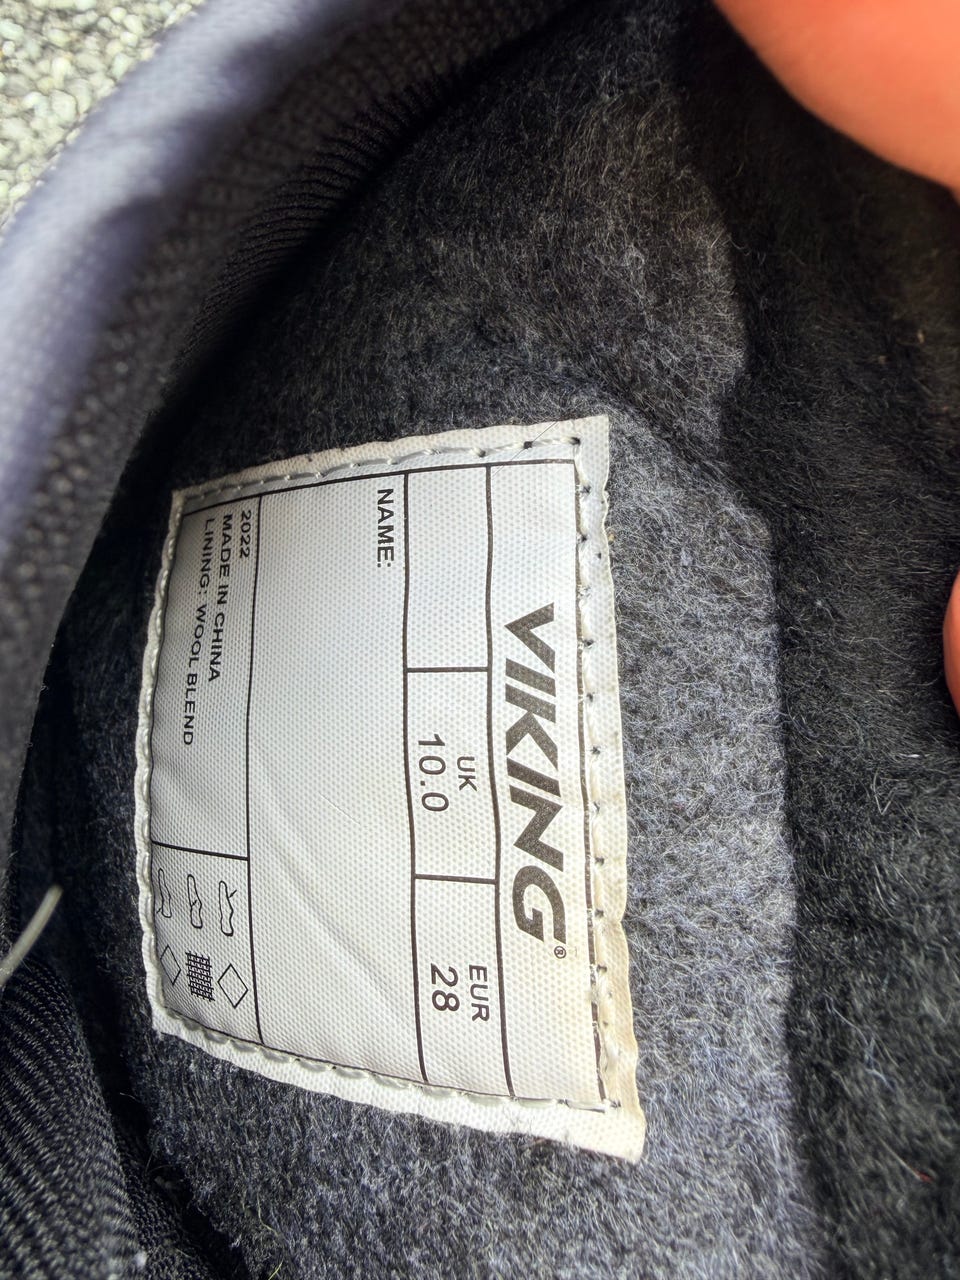 VIKING®
UK
10.0
EUR
28
NAME:
2022
MADE IN CHINA
LINING: WOOL BLEND